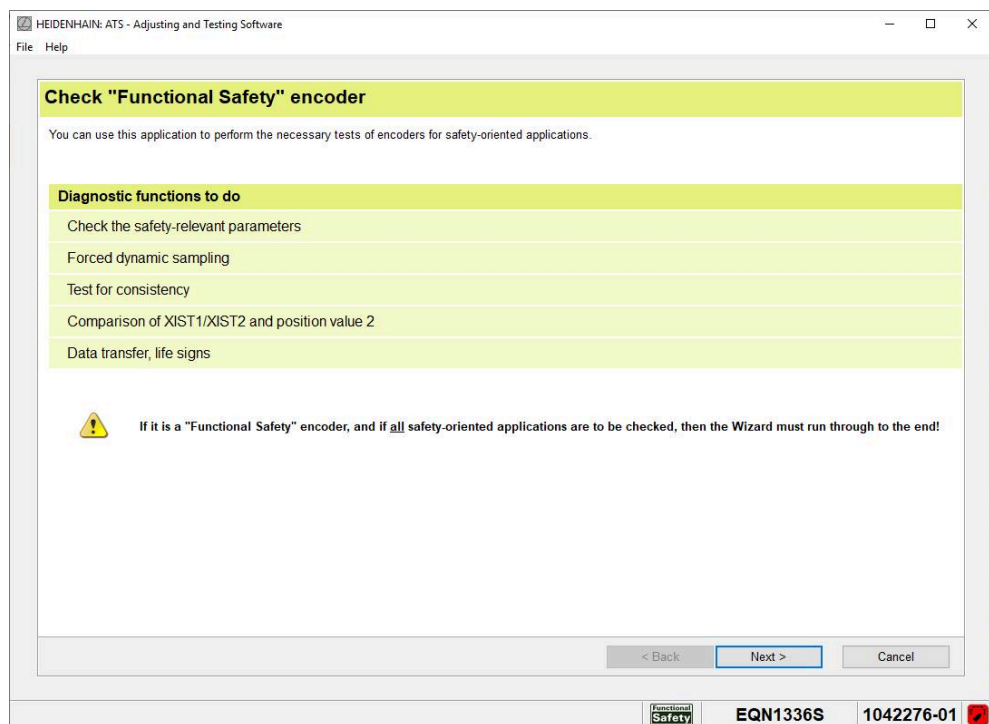 HEIDENHAIN: ATS - Adjusting and Testing Software
File Help
Check "Functional Safety" encoder
You can use this application to perform the necessary tests of encoders for safety-oriented applications.
Diagnostic functions to do
Check the safety-relevant parameters
Forced dynamic sampling
Test for consistency
Comparison of XIST1/XIST2 and position value 2
Data transfer, life signs
If it is a "Functional Safety" encoder, and if all safety-oriented applications are to be checked, then the Wizard must run through to the end!
< Back Next > Cancel
Functional
Safety EQN1336S 1042276-01